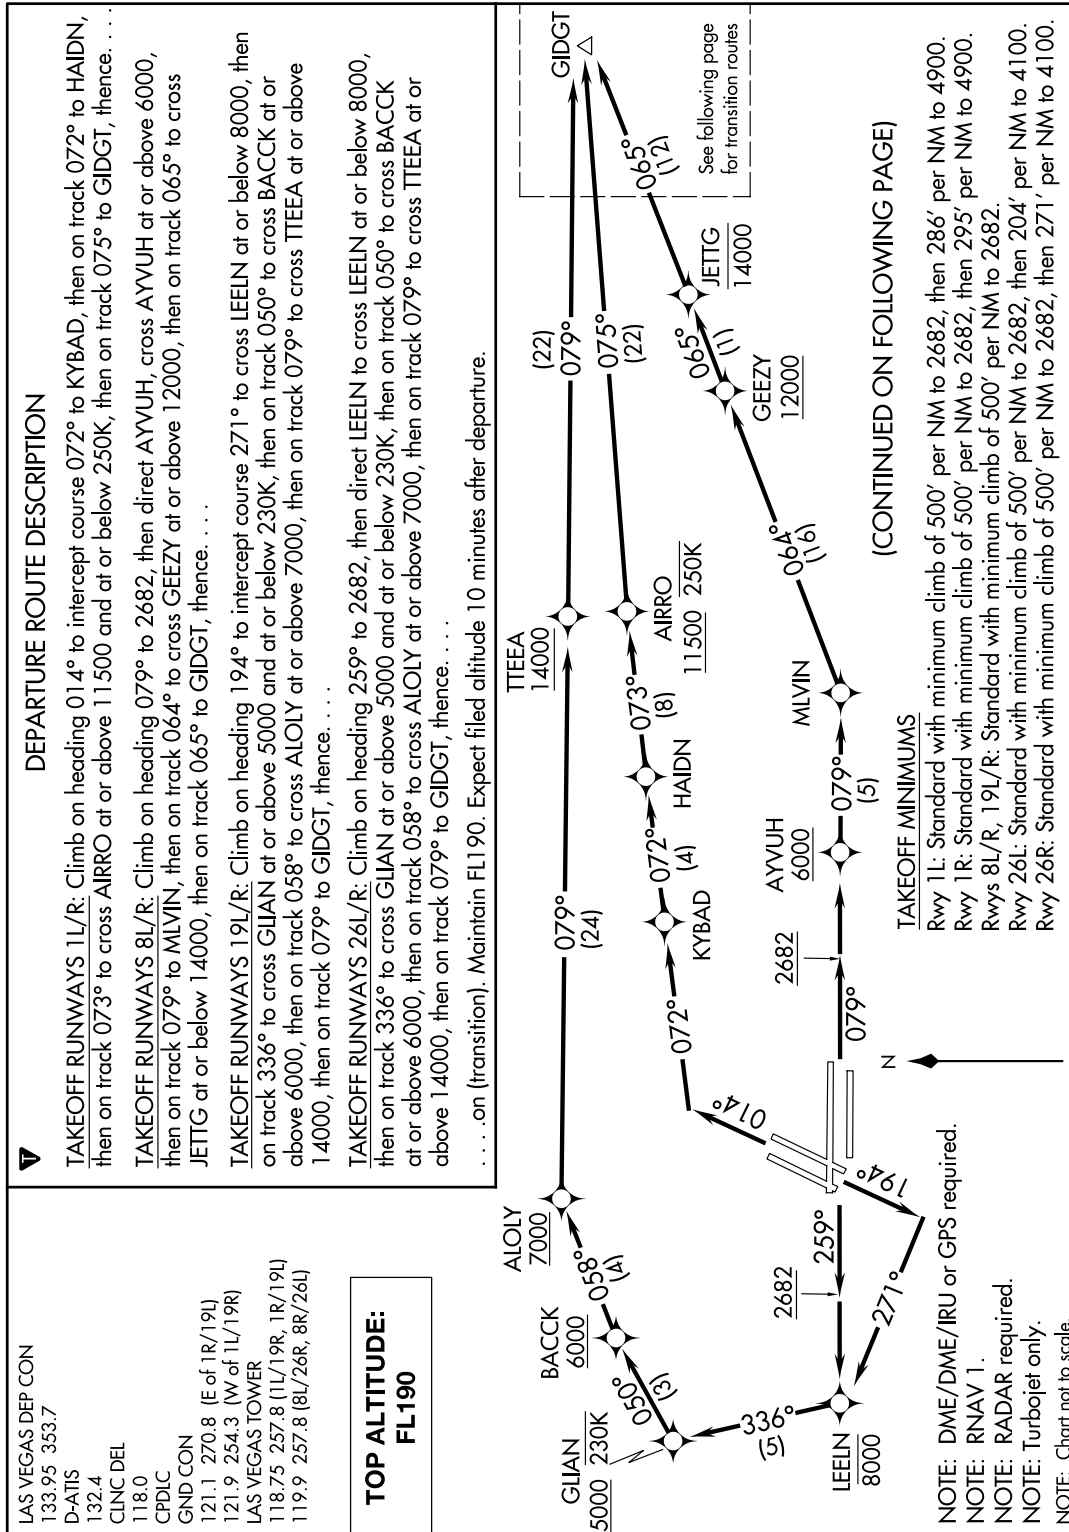 LAS VEGAS DEP CON
133.95 353.7
D-ATIS
132.4
CLNC DEL
118.0
CPDLC
GND CON
121.1 270.8 (E of 1R/19L)
121.9 254.3 (W of 1L/19R)
LAS VEGAS TOWER
118.75 257.8 (1L/19R, 1R/19L)
119.9 257.8 (8L/26R, 8R/26L)
TOP ALTITUDE:
FL190
DEPARTURE ROUTE DESCRIPTION
T
TAKEOFF RUNWAYS 1L/R: Climb on heading 014° to intercept course 072° to KYBAD, then on track 072° to HAIDN,
then on track 073° to cross AIRRO at or above 11500 and at or below 250K, then on track 075° to GIDGT, thence. . . .
TAKEOFF RUNWAYS 8L/R: Climb on heading 079° to 2682, then direct AYVUH, cross AYVUH at or above 6000,
then on track 079° to MLVIN, then on track 064° to cross GEEZY at or above 12000, then on track 065° to cross
JETTG at or below 14000, then on track 065° to GIDGT, thence. . . .
TAKEOFF RUNWAYS 19L/R: Climb on heading 194° to intercept course 271° to cross LEELN at or below 8000, then
on track 336° to cross GLIAN at or above 5000 and at or below 230K, then on track 050° to cross BACCK at or
above 6000, then on track 058° to cross ALOLY at or above 7000, then on track 079° to cross TTEEA at or above
14000, then on track 079° to GIDGT, thence. . . .
TAKEOFF RUNWAYS 26L/R: Climb on heading 259° to 2682, then direct LEELN to cross LEELN at or below 8000,
then on track 336° to cross GLIAN at or above 5000 and at or below 230K, then on track 050° to cross BACCK
at or above 6000, then on track 058° to cross ALOLY at or above 7000, then on track 079° to cross TTEEA at or
above 14000, then on track 079° to GIDGT, thence. . . .
. . . .on (transition). Maintain FL190. Expect filed altitude 10 minutes after departure.
GIDGT
See following page
for transition routes
(22)
079°
075°
(22)
065°
(12)
JETTG
14000
065°
(1)
GEEZY
12000
064°
(16)
TTEEA
14000
AIRRO
11500 250K
073°
(8)
HAIDN
072°
(4)
KYBAD
072°
079°
(24)
MLVIN
079°
(5)
AYVUH
6000
2682
079°
N
014°
194°
259°
2682
271°
ALOLY
7000
058°
(4)
BACCK
6000
050°
(3)
GLIAN
5000 230K
336°
(5)
LEELN
8000
(CONTINUED ON FOLLOWING PAGE)
TAKEOFF MINIMUMS
Rwy 1L: Standard with minimum climb of 500' per NM to 2682, then 286' per NM to 4900.
Rwy 1R: Standard with minimum climb of 500' per NM to 2682, then 295' per NM to 4900.
Rwys 8L/R, 19L/R: Standard with minimum climb of 500' per NM to 2682.
Rwy 26L: Standard with minimum climb of 500' per NM to 2682, then 204' per NM to 4100.
Rwy 26R: Standard with minimum climb of 500' per NM to 2682, then 271' per NM to 4100.
NOTE: DME/DME/IRU or GPS required.
NOTE: RNAV 1.
NOTE: RADAR required.
NOTE: Turbojet only.
NOTE: Chart not to scale.